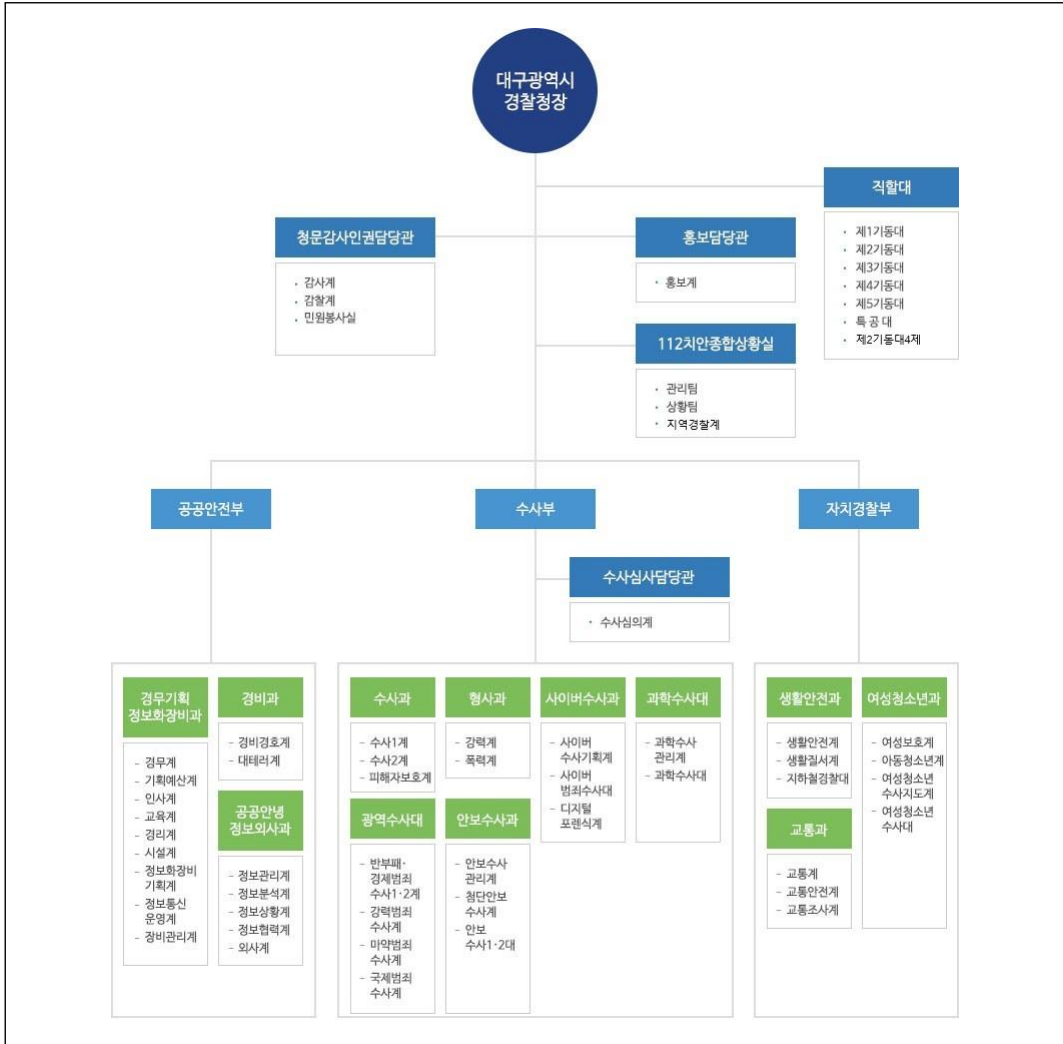 대구광역시
경찰청장
직할대
· 제1기동대
· 제2기동대
· 제3기동대
· 제4기동대
· 제5기동대
· 특 공 대
· 제2기동대4제
청문감사인권담당관
· 감사계
· 감찰계
· 민원봉사실
홍보담당관
· 홍보계
112치안종합상황실
· 관리팀
· 상황팀
· 지역경찰계
공공안전부
수사부
자치경찰부
수사심사담당관
· 수사심의계
경무기획
정보화장비과
- 경무계
- 기획예산계
- 인사계
- 교육계
- 경리계
- 시설계
- 정보화장비
기획계
- 정보통신
운영계
- 장비관리계
경비과
- 경비경호계
- 대테러계
공공안녕
정보외사과
- 정보관리계
- 정보분석계
- 정보상황계
- 정보협력계
- 외사계
수사과
- 수사1계
- 수사2계
- 피해자보호계
형사과
- 강력계
- 폭력계
사이버수사과
- 사이버
수사기획계
- 사이버
범죄수사대
- 디지털
포렌식계
과학수사대
- 과학수사
관리계
- 과학수사대
광역수사대
- 반부패·
경제범죄
수사1·2계
- 강력범죄
수사계
- 마약범죄
수사계
- 국제범죄
수사계
안보수사과
- 안보수사
관리계
- 첨단안보
수사계
- 안보
수사1·2대
생활안전과
- 생활안전계
- 생활질서계
- 지하철경찰대
여성청소년과
- 여성보호계
- 아동청소년계
- 여성청소년
수사지도계
- 여성청소년
수사대
교통과
- 교통계
- 교통안전계
- 교통조사계